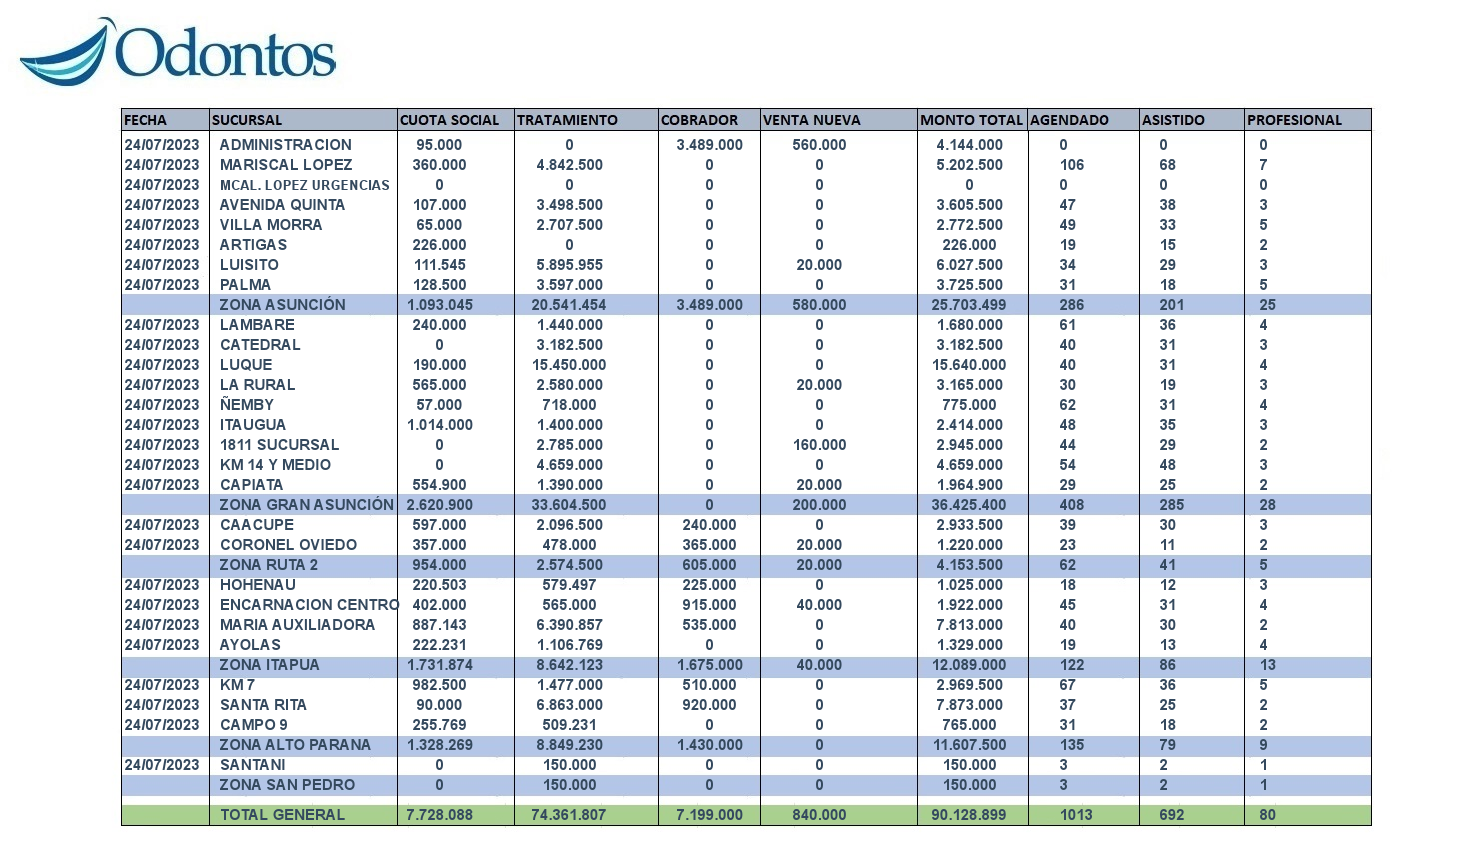 Odontos
FECHA SUCURSAL CUOTA SOCIAL TRATAMIENTO COBRADOR VENTA NUEVA MONTO TOTAL AGENDADO ASISTIDO PROFESIONAL
24/07/2023 ADMINISTRACION 95.000 0 3.489.000 560.000 4.144.000 0 0 0
24/07/2023 MARISCAL LOPEZ 360.000 4.842.500 0 0 5.202.500 106 68 7
24/07/2023 MCAL. LOPEZ URGENCIAS 0 0 0 0 0 0 0 0
24/07/2023 AVENIDA QUINTA 107.000 3.498.500 0 0 3.605.500 47 38 3
24/07/2023 VILLA MORRA 65.000 2.707.500 0 0 2.772.500 49 33 5
24/07/2023 ARTIGAS 226.000 0 0 0 226.000 19 15 2
24/07/2023 LUISITO 111.545 5.895.955 0 20.000 6.027.500 34 29 3
24/07/2023 PALMA 128.500 3.597.000 0 0 3.725.500 31 18 5
ZONA ASUNCIÓN 1.093.045 20.541.454 3.489.000 580.000 25.703.499 286 201 25
24/07/2023 LAMBARE 240.000 1.440.000 0 0 1.680.000 61 36 4
24/07/2023 CATEDRAL 0 3.182.500 0 0 3.182.500 40 31 3
24/07/2023 LUQUE 190.000 15.450.000 0 0 15.640.000 40 31 4
24/07/2023 LA RURAL 565.000 2.580.000 0 20.000 3.165.000 30 19 3
24/07/2023 ÑEMBY 57.000 718.000 0 0 775.000 62 31 4
24/07/2023 ITAUGUA 1.014.000 1.400.000 0 0 2.414.000 48 35 3
24/07/2023 1811 SUCURSAL 0 2.785.000 0 160.000 2.945.000 44 29 2
24/07/2023 KM 14 Y MEDIO 0 4.659.000 0 0 4.659.000 54 48 3
24/07/2023 CAPIATA 554.900 1.390.000 0 20.000 1.964.900 29 25 2
ZONA GRAN ASUNCIÓN 2.620.900 33.604.500 0 200.000 36.425.400 408 285 28
24/07/2023 CAACUPE 597.000 2.096.500 240.000 0 2.933.500 39 30 3
24/07/2023 CORONEL OVIEDO 357.000 478.000 365.000 20.000 1.220.000 23 11 2
ZONA RUTA 2 954.000 2.574.500 605.000 20.000 4.153.500 62 41 5
24/07/2023 HOHENAU 220.503 579.497 225.000 0 1.025.000 18 12 3
24/07/2023 ENCARNACION CENTRO 402.000 565.000 915.000 40.000 1.922.000 45 31 4
24/07/2023 MARIA AUXILIADORA 887.143 6.390.857 535.000 0 7.813.000 40 30 2
24/07/2023 AYOLAS 222.231 1.106.769 0 0 1.329.000 19 13 4
ZONA ITAPUA 1.731.874 8.642.123 1.675.000 40.000 12.089.000 122 86 13
24/07/2023 KM 7 982.500 1.477.000 510.000 0 2.969.500 67 36 5
24/07/2023 SANTA RITA 90.000 6.863.000 920.000 0 7.873.000 37 25 2
24/07/2023 CAMPO 9 255.769 509.231 0 0 765.000 31 18 2
ZONA ALTO PARANA 1.328.269 8.849.230 1.430.000 0 11.607.500 135 79 9
24/07/2023 SANTANI 0 150.000 0 0 150.000 3 2 1
ZONA SAN PEDRO 0 150.000 0 0 150.000 3 2 1
TOTAL GENERAL 7.728.088 74.361.807 7.199.000 840.000 90.128.899 1013 692 80